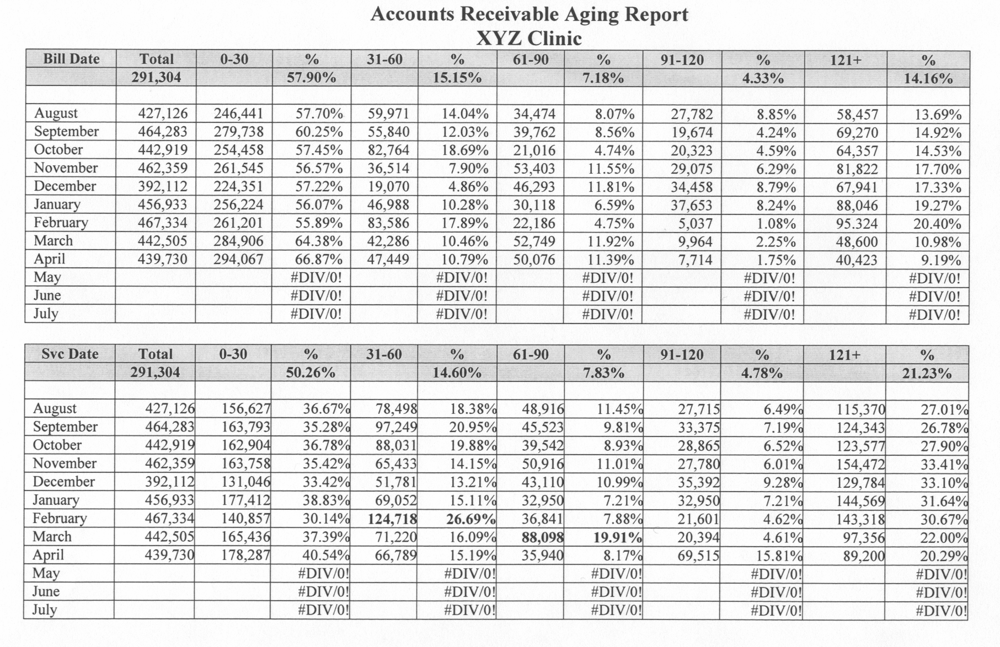 Accounts Receivable Aging Report
XYZ Clinic
Bill Date Total 0-30 % 31-60 % 61-90 % 91-120 % 121+ %
291,304 57.90% 15.15% 7.18% 4.33% 14.16%
August 427,126 246,441 57.70% 59,971 14.04% 34,474 8.07% 27,782 8.85% 58,457 13.69%
September 464,283 279,738 60.25% 55,840 12.03% 39,762 8.56% 19,674 4.24% 69,270 14.92%
October 442,919 254,458 57.45% 82,764 18.69% 21,016 4.74% 20,323 4.59% 64,357 14.53%
November 462,359 261,545 56.57% 36,514 7.90% 53,403 11.55% 29,075 6.29% 81,822 17.70%
December 392,112 224,351 57.22% 19,070 4.86% 46,293 11.81% 34,458 8.79% 67,941 17.33%
January 456,933 256,224 56.07% 46,988 10.28% 30,118 6.59% 37,653 8.24% 88,046 19.27%
February 467,334 261,201 55.89% 83,586 17.89% 22,186 4.75% 5,037 1.08% 95.324 20.40%
March 442,505 284,906 64.38% 42,286 10.46% 52,749 11.92% 9,964 2.25% 48,600 10.98%
April 439,730 294,067 66.87% 47,449 10.79% 50,076 11.39% 7,714 1.75% 40,423 9.19%
May #DIV/0! #DIV/0! #DIV/0! #DIV/0! #DIV/0!
June #DIV/0! #DIV/0! #DIV/0! #DIV/0! #DIV/0!
July #DIV/0! #DIV/0! #DIV/0! #DIV/0! #DIV/0!
Svc Date Total 0-30 % 31-60 % 61-90 % 91-120 % 121+ %
291,304 50.26% 14.60% 7.83% 4.78% 21.23%
August 427,126 156,627 36.67% 78,498 18.38% 48,916 11.45% 27,715 6.49% 115,370 27.01%
September 464,283 163,793 35.28% 97,249 20.95% 45,523 9.81% 33,375 7.19% 124,343 26.78%
October 442,919 162,904 36.78% 88,031 19.88% 39,542 8.93% 28,865 6.52% 123,577 27.90%
November 462,359 163,758 35.42% 65,433 14.15% 50,916 11.01% 27,780 6.01% 154,472 33.41%
December 392,112 131,046 33.42% 51,781 13.21% 43,110 10.99% 35,392 9.28% 129,784 33.10%
January 456,933 177,412 38.83% 69,052 15.11% 32,950 7.21% 32,950 7.21% 144,569 31.64%
February 467,334 140,857 30.14% 124,718 26.69% 36,841 7.88% 21,601 4.62% 143,318 30.67%
March 442,505 165,436 37.39% 71,220 16.09% 88,098 19.91% 20,394 4.61% 97,356 22.00%
April 439,730 178,287 40.54% 66,789 15.19% 35,940 8.17% 69,515 15.81% 89,200 20.29%
May #DIV/0! #DIV/0! #DIV/0! #DIV/0! #DIV/0!
June #DIV/0! #DIV/0! #DIV/0! #DIV/0! #DIV/0!
July #DIV/0! #DIV/0! #DIV/0! #DIV/0! #DIV/0!